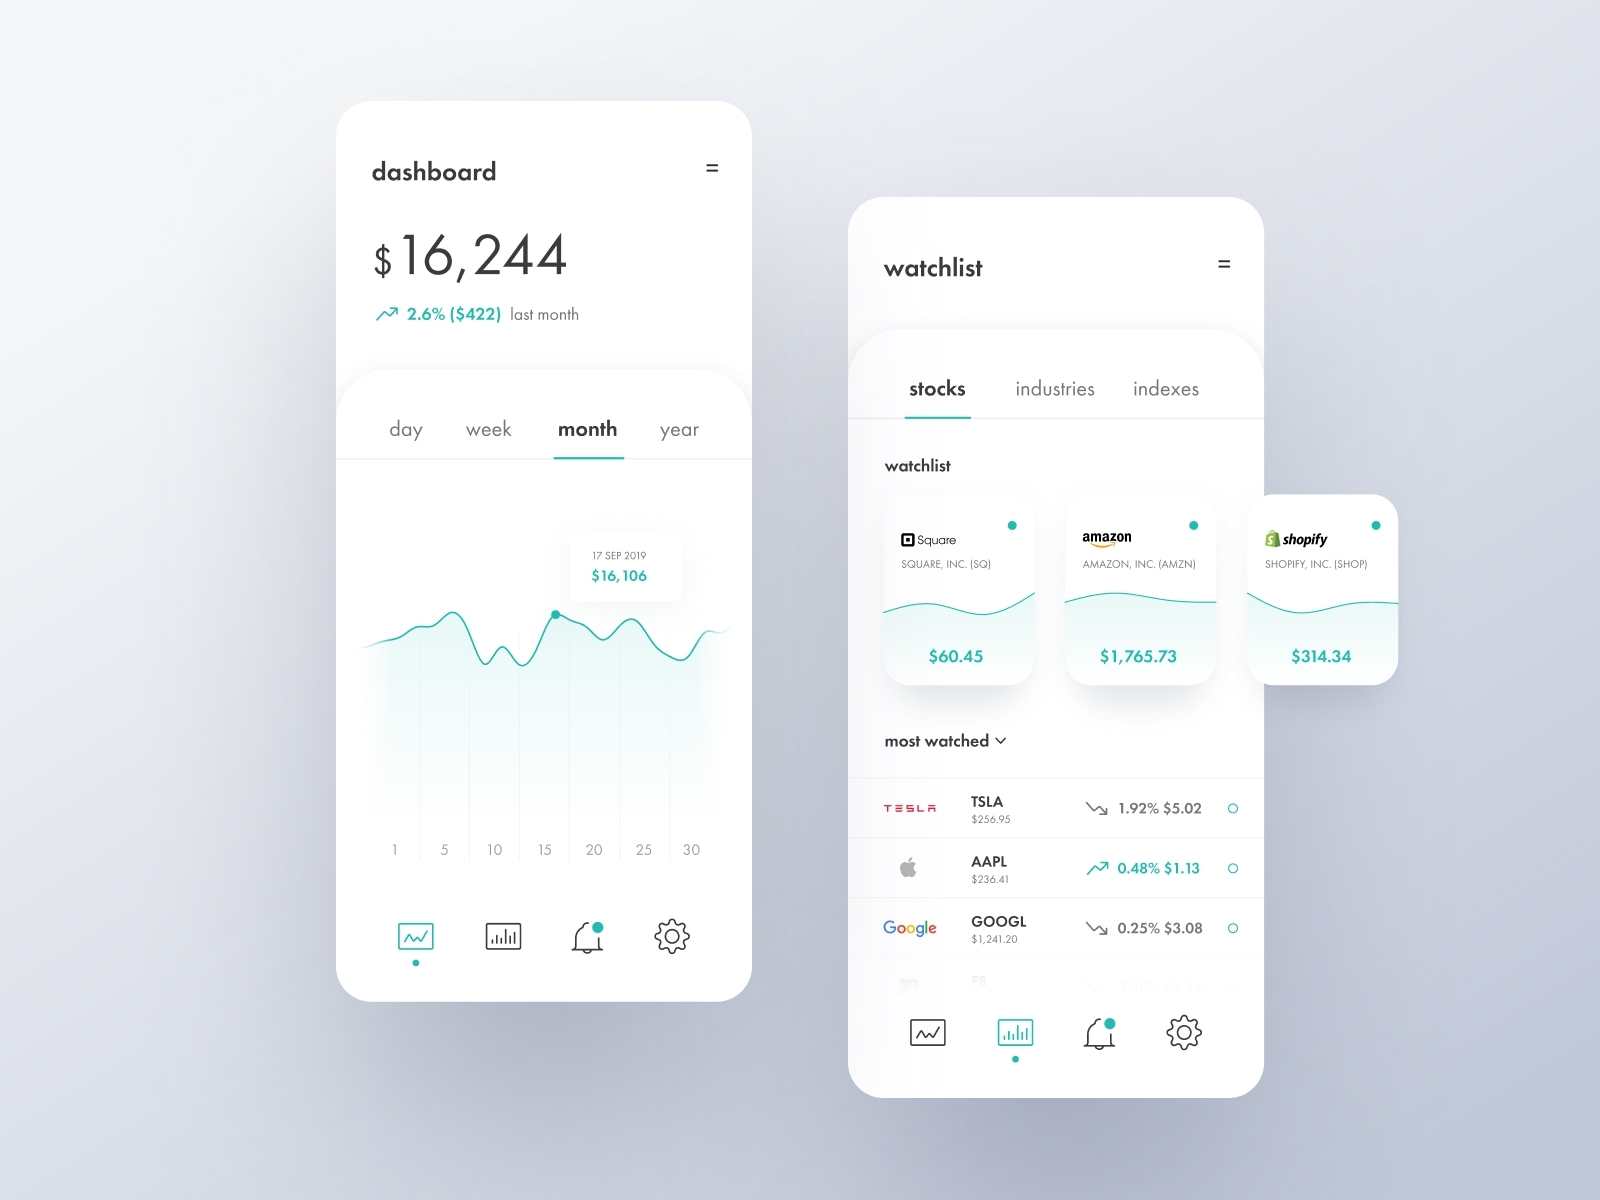 dashboard
$16,244
2.6% ($422) last month
day week month year
17 SEP 2019
$16,106
1 5 10 15 20 25 30
watchlist
stocks industries indexes
watchlist
Square
SQUARE, INC. (SQ)
$60.45
amazon
AMAZON, INC. (AMZN)
$1,765.73
shopify
SHOPIFY, INC. (SHOP)
$314.34
most watched
TESLA TSLA 1.92% $5.02
$256.95
AAPL 0.48% $1.13
$236.41
Google GOOGL 0.25% $3.08
$1,241.20
FB